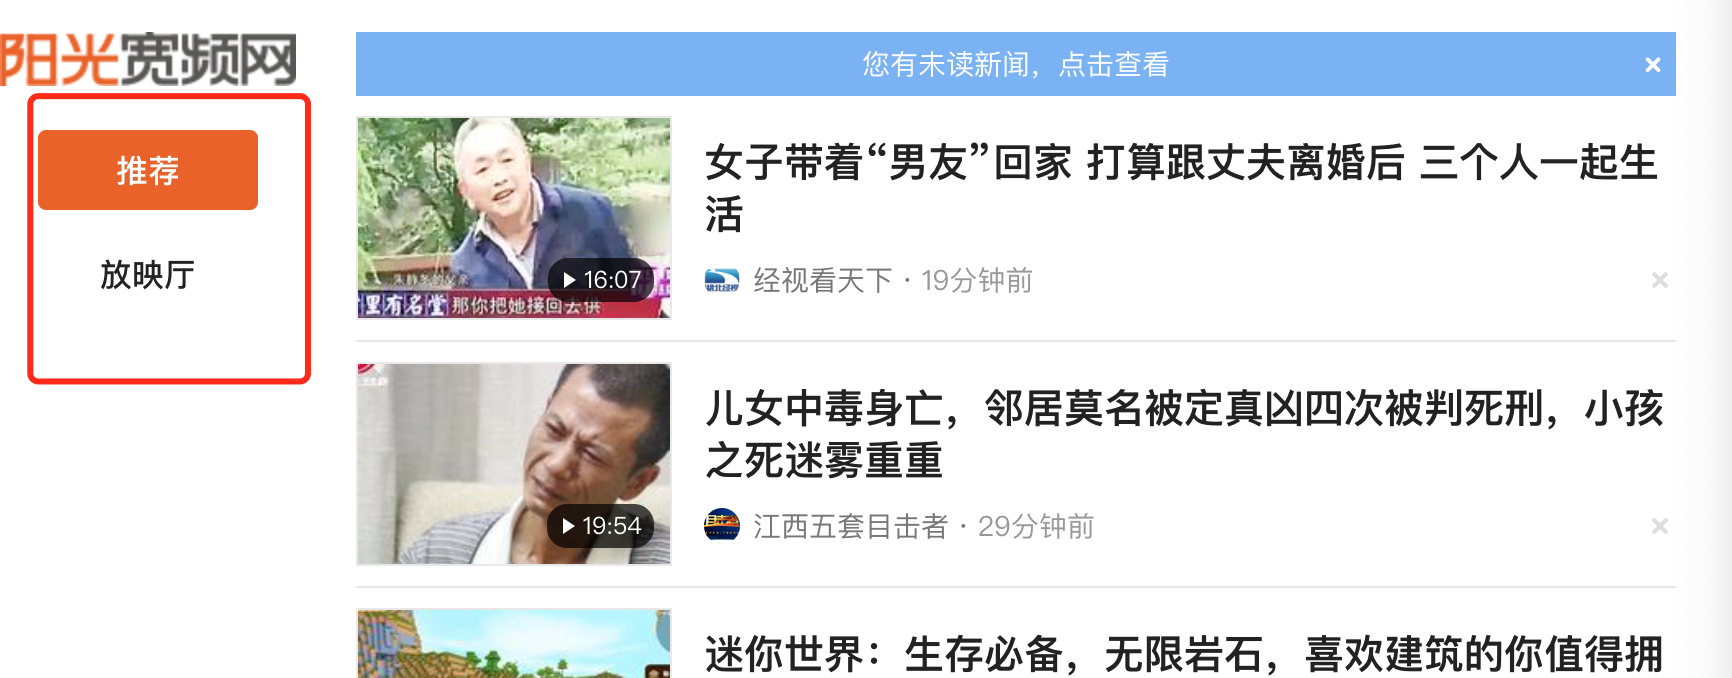 阳光宽频网
推荐
放映厅
您有未读新闻，点击查看
女子带着“男友”回家 打算跟丈夫离婚后 三个人一起生
活
里有名堂 那你把她接回去供
16:07
经视看天下 · 19分钟前
儿女中毒身亡，邻居莫名被定真凶四次被判死刑，小孩
之死迷雾重重
19:54
江西五套目击者 · 29分钟前
迷你世界：生存必备，无限岩石，喜欢建筑的你值得拥